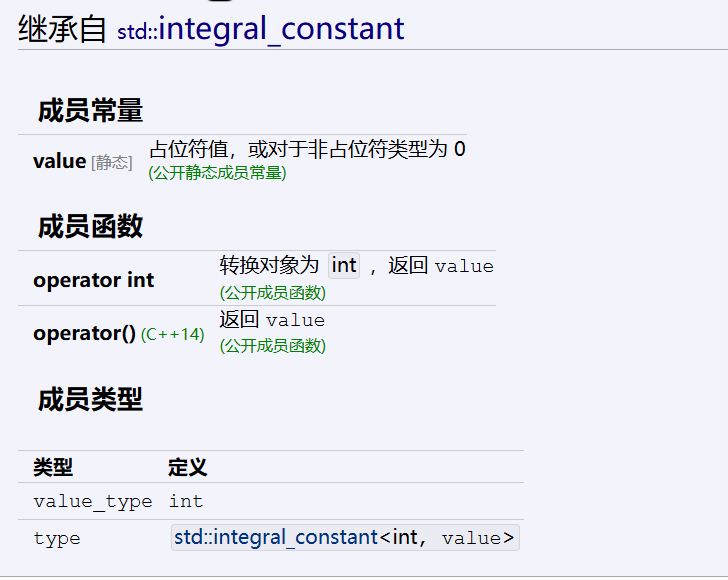 继承自 std::integral_constant
成员常量
value [静态] 占位符值，或对于非占位符类型为 0
(公开静态成员常量)
成员函数
operator int 转换对象为 int ，返回 value
(公开成员函数)
operator() (C++14) 返回 value
(公开成员函数)
成员类型
类型 定义
value_type int
type std::integral_constant<int, value>